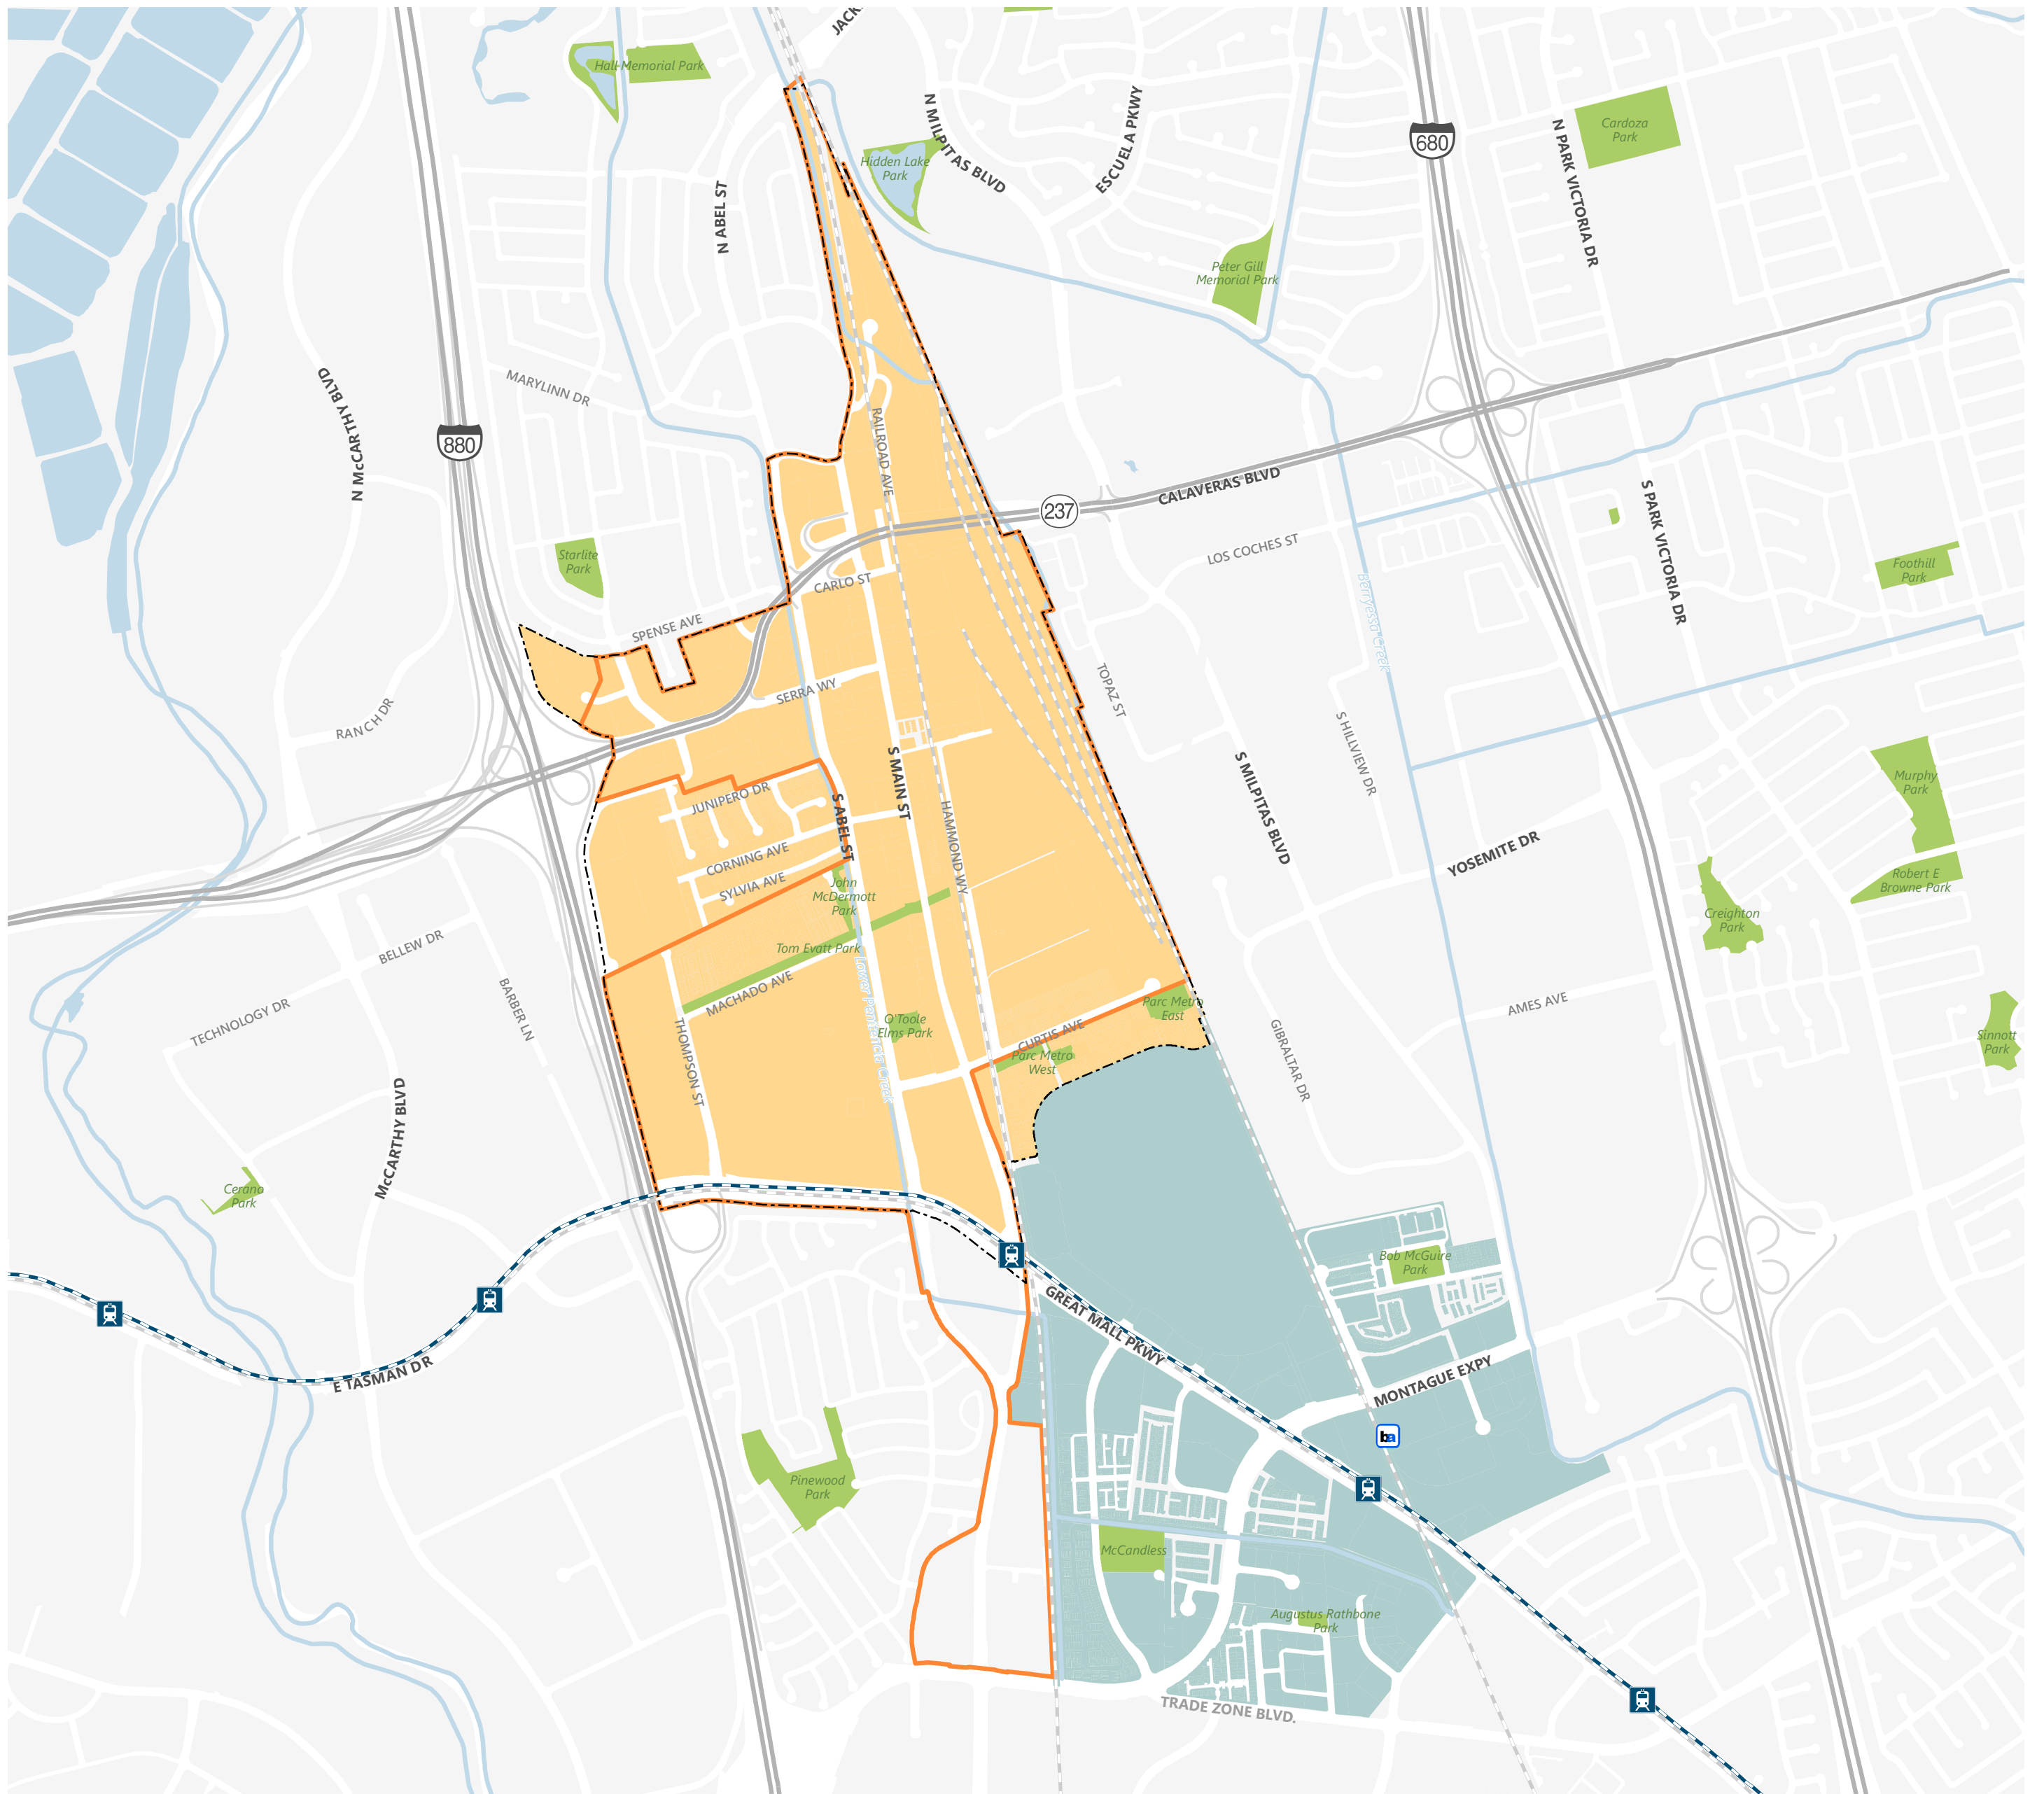 JACK
Hall Memorial Park
N ABEL ST
Hidden Lake
Park
N MILPITAS BLVD
ESCUELA PKWY
680
N PARK VICTORIA DR
Cardoza
Park
Peter Gill
Memorial Park
N McCARTHY BLVD
MARYLINN DR
880
RAILROAD AVE
237
CALAVERAS BLVD
LOS COCHES ST
S PARK VICTORIA DR
Foothill
Park
Starlite
Park
CARLO ST
SPENSE AVE
Berryessa Creek
TOPAZ ST
SERRA WY
RANCH DR
S HILLVIEW DR
S MILPITAS BLVD
S MAIN ST
JUNIPERO DR
S ABEL ST
HAMMOND WY
CORNING AVE
SYLVIA AVE
John
McDermott
Park
YOSEMITE DR
Murphy
Park
Robert E
Browne Park
Creighton
Park
BELLEW DR
Tom Evatt Park
MACHADO AVE
TECHNOLOGY DR
BARBER LN
Lower Penitencia Creek
O'Toole
Elms Park
THOMPSON ST
CURTIS AVE
Parc Metro
East
Parc Metro
West
GIBRALTAR DR
AMES AVE
Sinnott
Park
McCARTHY BLVD
Cerano
Park
Bob McGuire
Park
GREAT MALL PKWY
E TASMAN DR
MONTAGUE EXPY
ba
Pinewood
Park
McCandless
Augustus Rathbone
Park
TRADE ZONE BLVD.